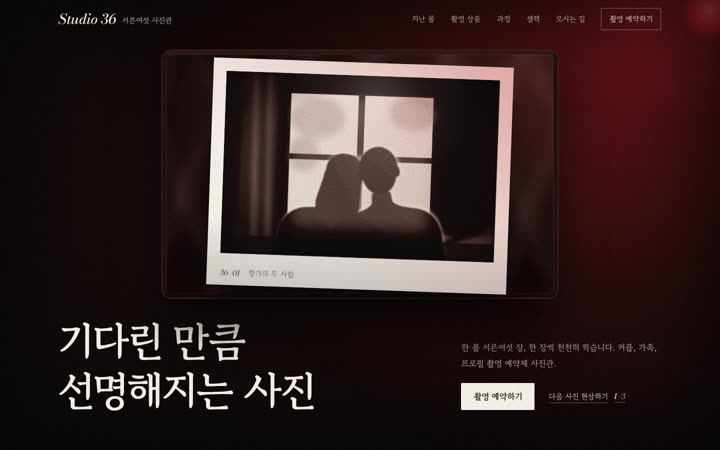 Studio 36 서른여섯 사진관
지난 롤 촬영 상품 과정 셀렉 오시는 길 촬영 예약하기
36-01 창가의 두 사람
기다린 만큼
선명해지는 사진
한 롤 서른여섯 장, 한 장씩 천천히 찍습니다. 커플, 가족,
프로필 촬영 예약제 사진관.
촬영 예약하기 다음 사진 현상하기 1/3